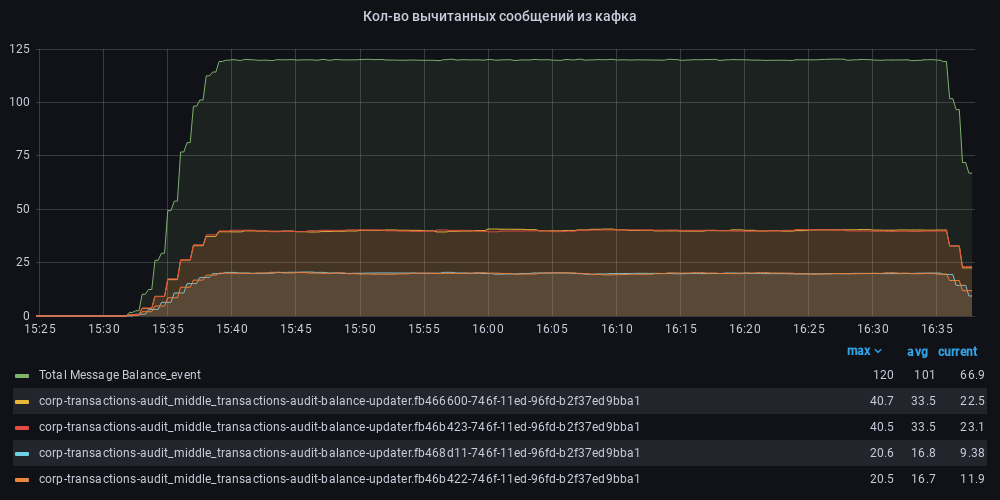 Кол-во вычитанных сообщений из кафка
125
100
75
50
25
0
15:25 15:30 15:35 15:40 15:45 15:50 15:55 16:00 16:05 16:10 16:15 16:20 16:25 16:30 16:35
max avg current
Total Message Balance_event 120 101 66.9
corp-transactions-audit_middle_transactions-audit-balance-updater.fb466600-746f-11ed-96fd-b2f37ed9bba1 40.7 33.5 22.5
corp-transactions-audit_middle_transactions-audit-balance-updater.fb46b423-746f-11ed-96fd-b2f37ed9bba1 40.5 33.5 23.1
corp-transactions-audit_middle_transactions-audit-balance-updater.fb468d11-746f-11ed-96fd-b2f37ed9bba1 20.6 16.8 9.38
corp-transactions-audit_middle_transactions-audit-balance-updater.fb46b422-746f-11ed-96fd-b2f37ed9bba1 20.5 16.7 11.9